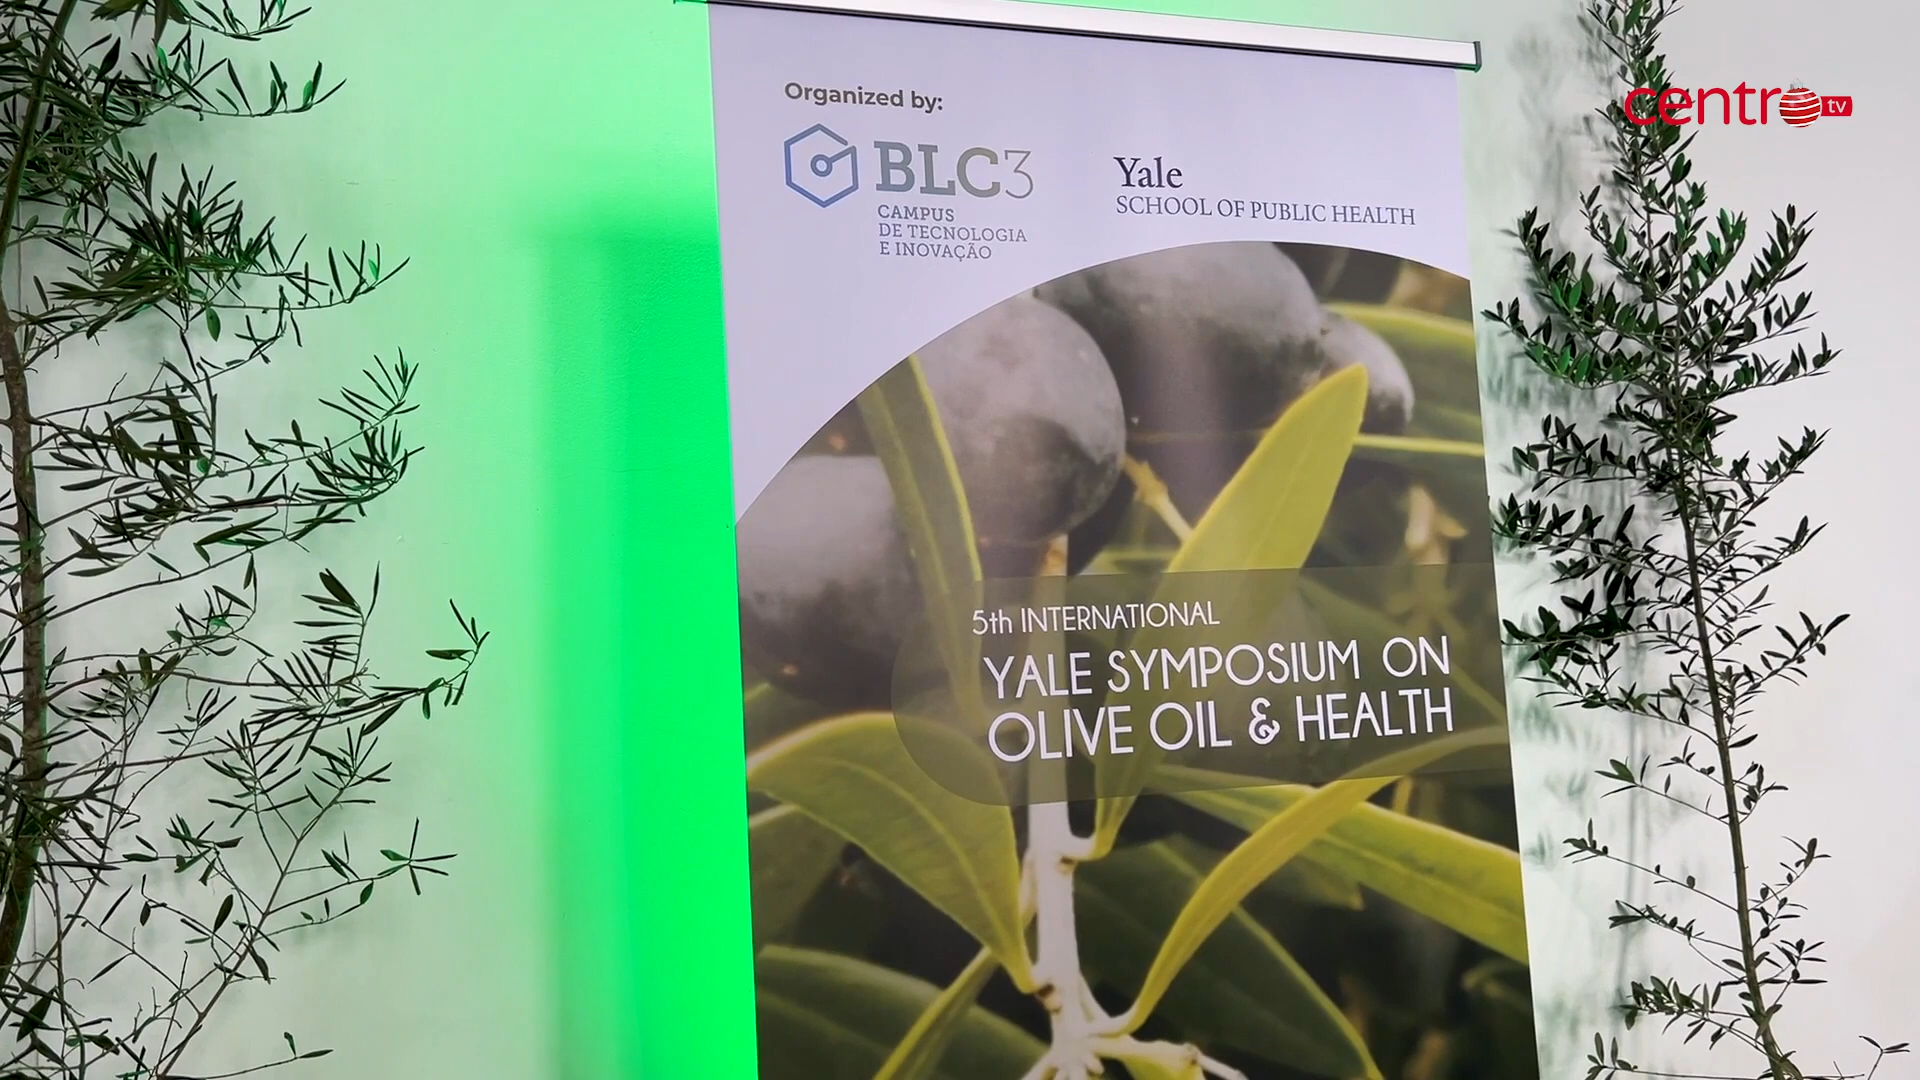 centro tv
Organized by:
BLC3
CAMPUS
DE TECNOLOGIA
E INOVAÇÃO
Yale
SCHOOL OF PUBLIC HEALTH
5th INTERNATIONAL
YALE SYMPOSIUM ON
OLIVE OIL & HEALTH